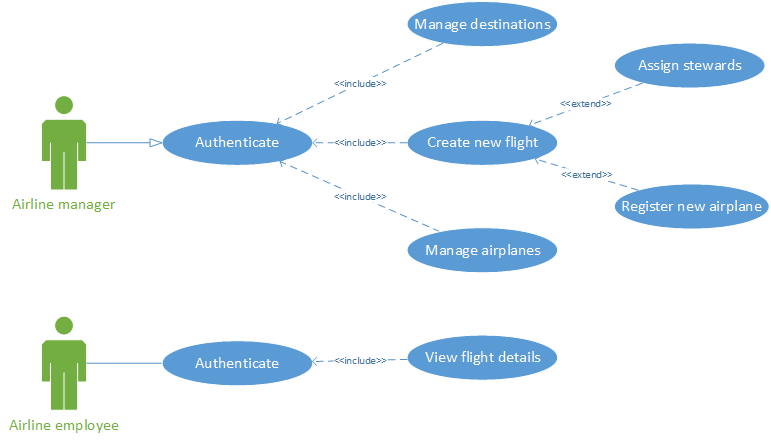 Manage destinations
Assign stewards
<<include>>
<<extend>>
Authenticate
<<include>>
Create new flight
<<extend>>
<<include>>
Airline manager
Register new airplane
Manage airplanes
Authenticate
<<include>>
View flight details
Airline employee